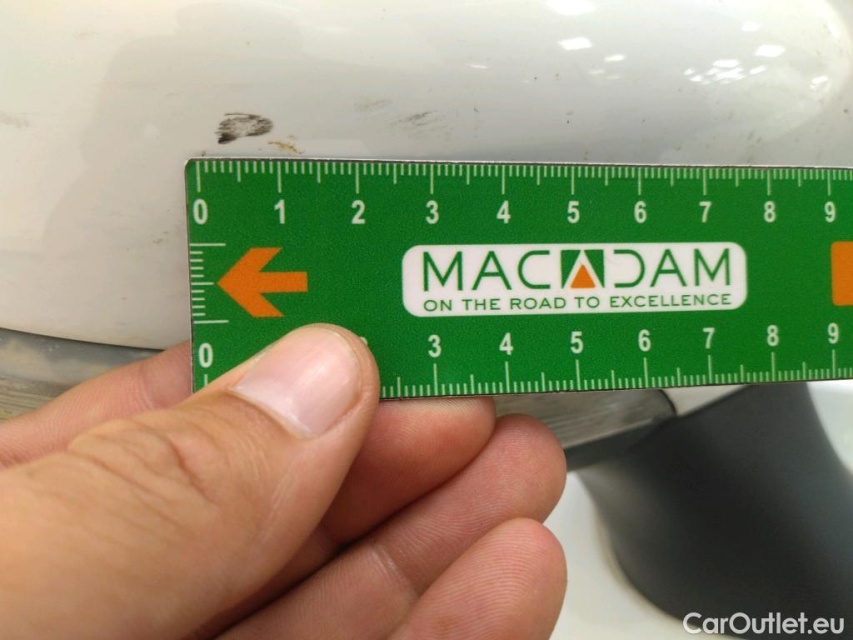 0 1 2 3 4 5 6 7 8 9
MACADAM
ON THE ROAD TO EXCELLENCE
0 3 4 5 6 7 8 9
CarOutlet.eu